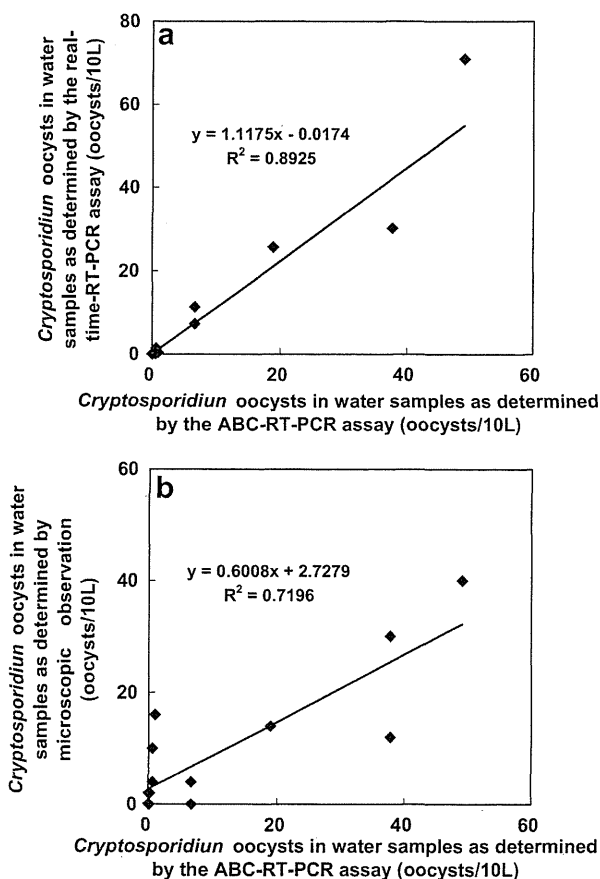 80
a
60
y = 1.1175x - 0.0174
R² = 0.8925
40
20
0
0 20 40 60
Cryptosporidiun oocysts in water
samples as determined by the real-
time-RT-PCR assay (oocysts/10L)
Cryptosporidiun oocysts in water samples as determined
by the ABC-RT-PCR assay (oocysts/10L)
60
b
y = 0.6008x + 2.7279
R² = 0.7196
40
20
0
0 20 40 60
Cryptosporidiun oocysts in water
samples as determined by
microscopic observation
(oocysts/10L)
Cryptosporidiun oocysts in water samples as determined
by the ABC-RT-PCR assay (oocysts/10L)